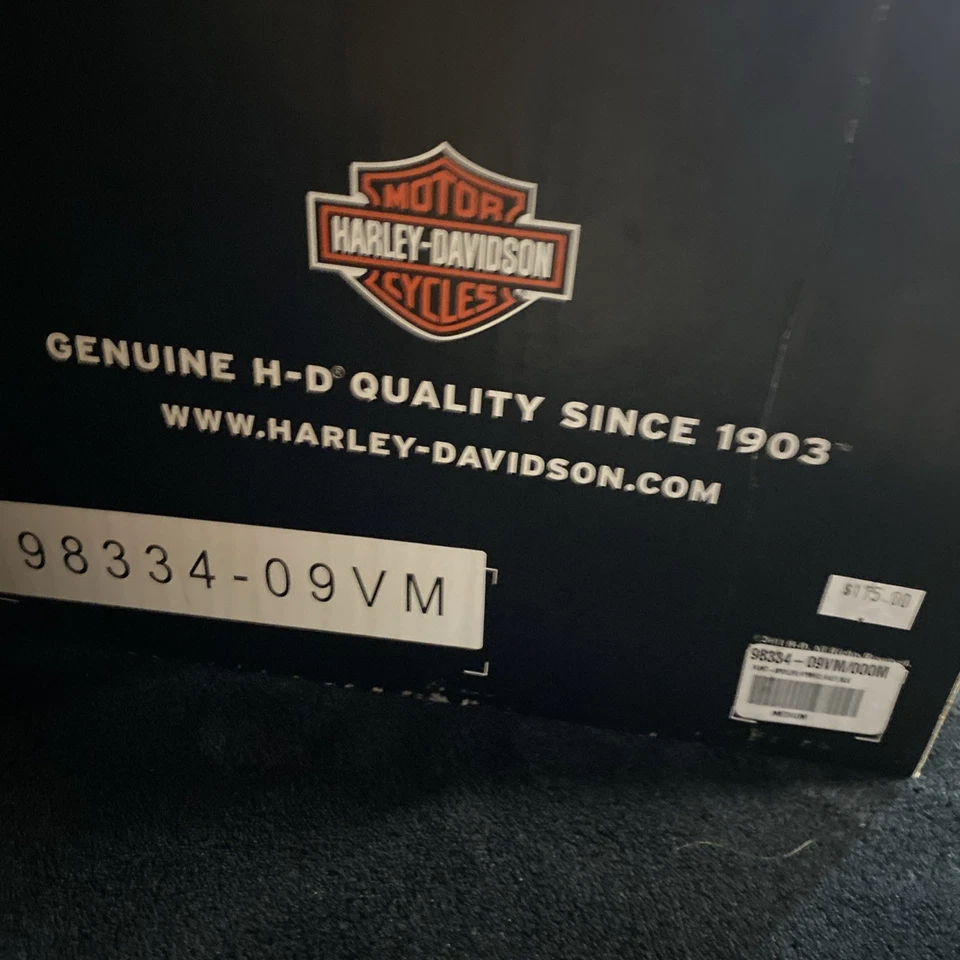 MOTOR
HARLEY-DAVIDSON
CYCLES
GENUINE H-D® QUALITY SINCE 1903™
WWW.HARLEY-DAVIDSON.COM
98334-09VM
$175.00
98334-09VM/000M
MEDIUM